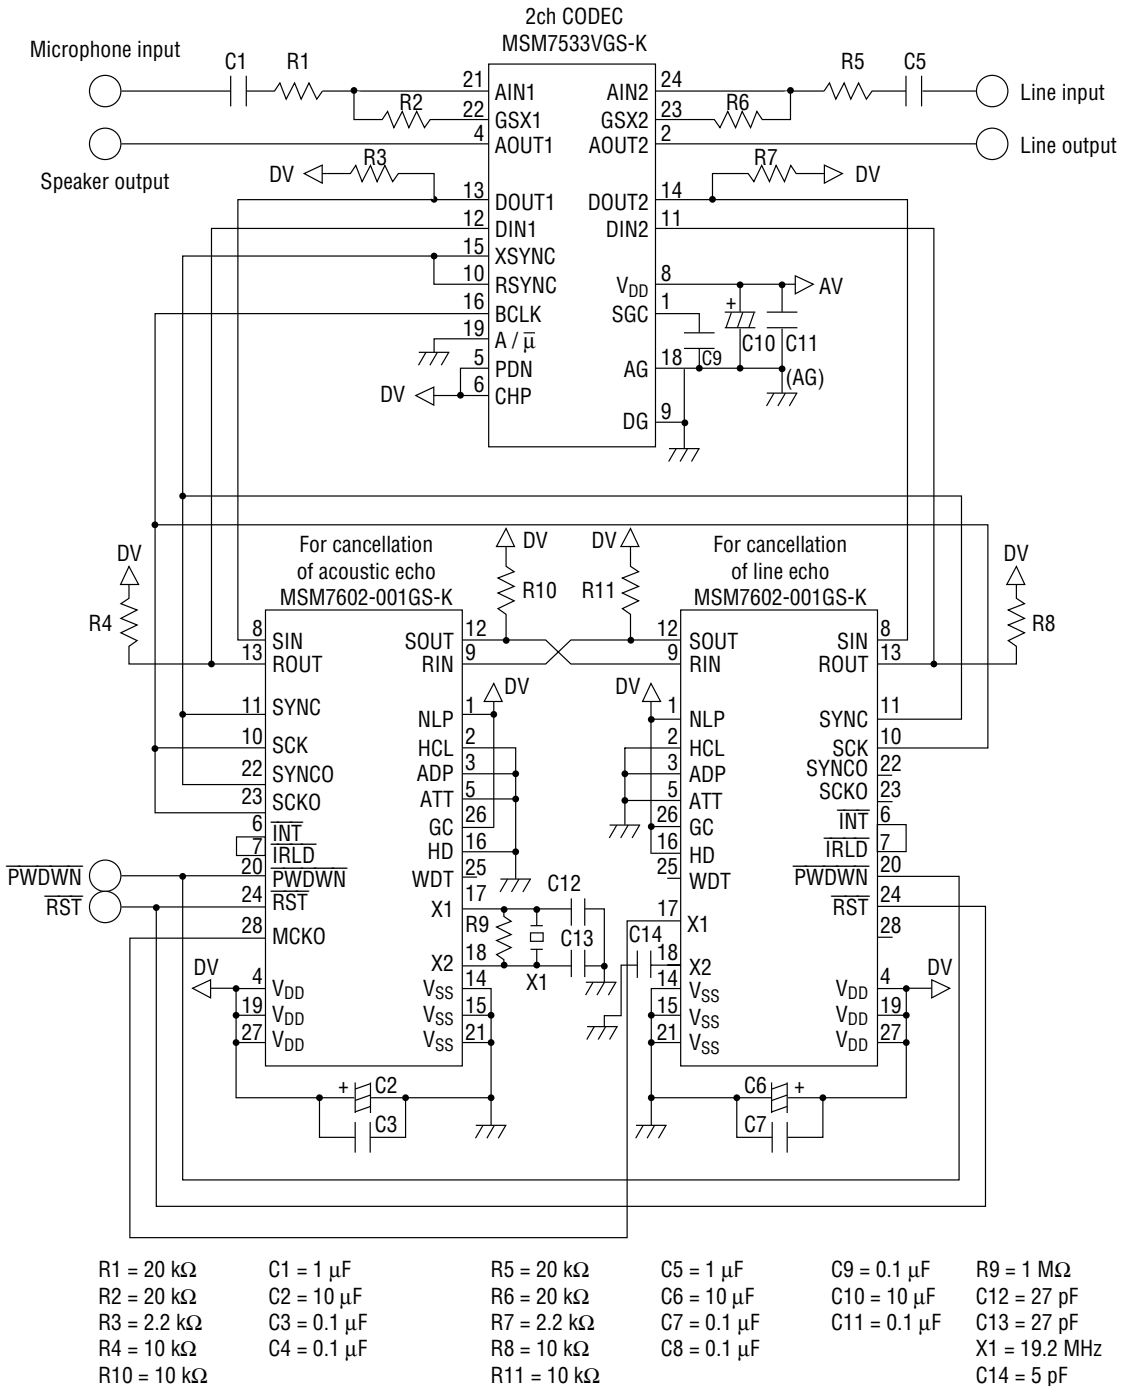 2ch CODEC
MSM7533VGS-K
Microphone input
C1
R1
R2
21 AIN1
22 GSX1
4 AOUT1
Speaker output
DV
R3
13 DOUT1
12 DIN1
15 XSYNC
10 RSYNC
16 BCLK
19 A / μ̅
5 PDN
6 CHP
DV
AIN2 24
GSX2 23
AOUT2 2
R6
R5
C5
Line input
Line output
R7
DV
DOUT2 14
DIN2 11
VDD 8
AV
SGC 1
+
C10
C11
C9
AG 18
(AG)
DG 9
DV
R4
For cancellation
of acoustic echo
MSM7602-001GS-K
DV
R10
DV
R11
For cancellation
of line echo
MSM7602-001GS-K
DV
R8
8 SIN
13 ROUT
11 SYNC
10 SCK
22 SYNCO
23 SCKO
6 I̅N̅T̅
7 I̅R̅L̅D̅
20 P̅W̅D̅W̅N̅
24 R̅S̅T̅
28 MCKO
P̅W̅D̅W̅N̅
R̅S̅T̅
DV
4 VDD
19 VDD
27 VDD
SOUT 12
RIN 9
DV
NLP 1
HCL 2
ADP 3
ATT 5
GC 26
HD 16
WDT 25
X1 17
X2 18
VSS 14
VSS 15
VSS 21
R9
X1
C12
C13
+ C2
C3
12 SOUT
9 RIN
DV
1 NLP
2 HCL
3 ADP
5 ATT
26 GC
16 HD
25 WDT
17 X1
C14
18 X2
14 VSS
15 VSS
21 VSS
SIN 8
ROUT 13
SYNC 11
SCK 10
SYNCO 22
SCKO 23
I̅N̅T̅ 6
I̅R̅L̅D̅ 7
P̅W̅D̅W̅N̅ 20
R̅S̅T̅ 24
28
VDD 4
VDD 19
VDD 27
DV
C6 +
C7
R1 = 20 kΩ C1 = 1 μF R5 = 20 kΩ C5 = 1 μF C9 = 0.1 μF R9 = 1 MΩ
R2 = 20 kΩ C2 = 10 μF R6 = 20 kΩ C6 = 10 μF C10 = 10 μF C12 = 27 pF
R3 = 2.2 kΩ C3 = 0.1 μF R7 = 2.2 kΩ C7 = 0.1 μF C11 = 0.1 μF C13 = 27 pF
R4 = 10 kΩ C4 = 0.1 μF R8 = 10 kΩ C8 = 0.1 μF X1 = 19.2 MHz
R10 = 10 kΩ R11 = 10 kΩ C14 = 5 pF